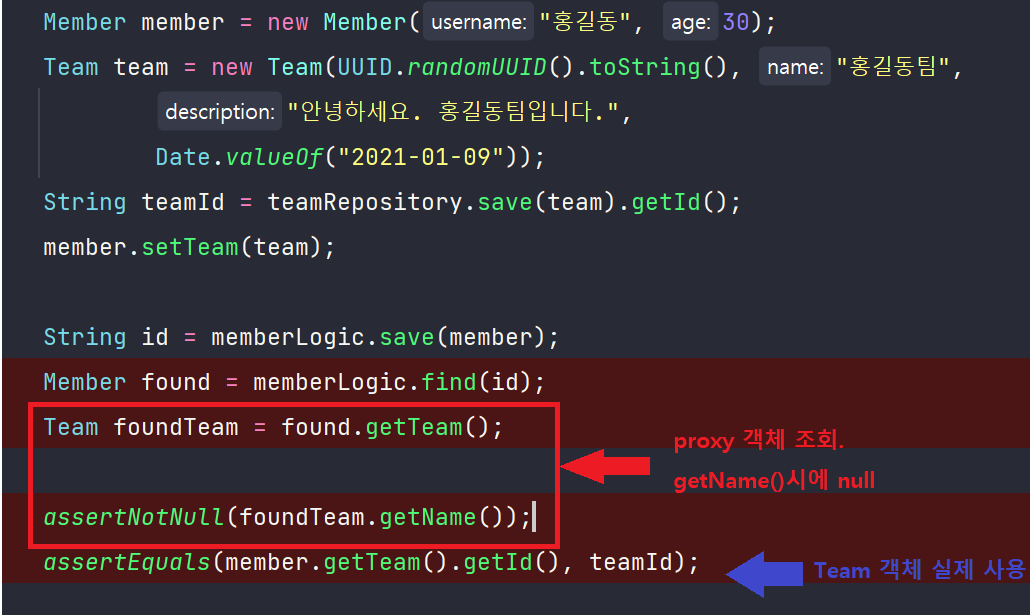 Member member = new Member( username: "홍길동", age: 30);
Team team = new Team(UUID.randomUUID().toString(), name: "홍길동팀",
description: "안녕하세요. 홍길동팀입니다.",
Date.valueOf("2021-01-09"));
String teamId = teamRepository.save(team).getId();
member.setTeam(team);
String id = memberLogic.save(member);
Member found = memberLogic.find(id);
Team foundTeam = found.getTeam();
proxy 객체 조회.
getName()시에 null
assertNotNull(foundTeam.getName());
assertEquals(member.getTeam().getId(), teamId);
Team 객체 실제 사용